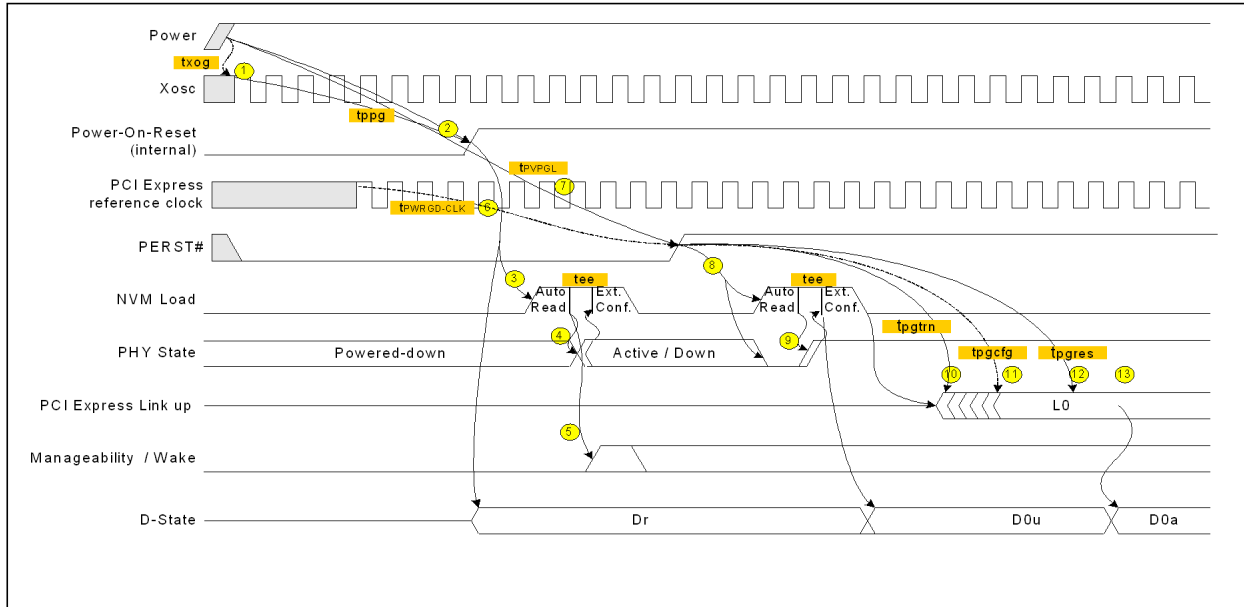 Power
txog
1
Xosc
tppg
2
Power-On-Reset
(internal)
tPVPGL
7
PCI Express
reference clock
tPWRGD-CLK
6
PERST#
8
3
tee
tee
NVM Load
Auto
Read
Ext.
Conf.
Auto
Read
Ext.
Conf.
tpgtrn
4
9
PHY State
Powered-down
Active / Down
tpgcfg
tpgres
10
11
12
13
PCI Express Link up
L0
5
Manageability / Wake
D-State
Dr
D0u
D0a